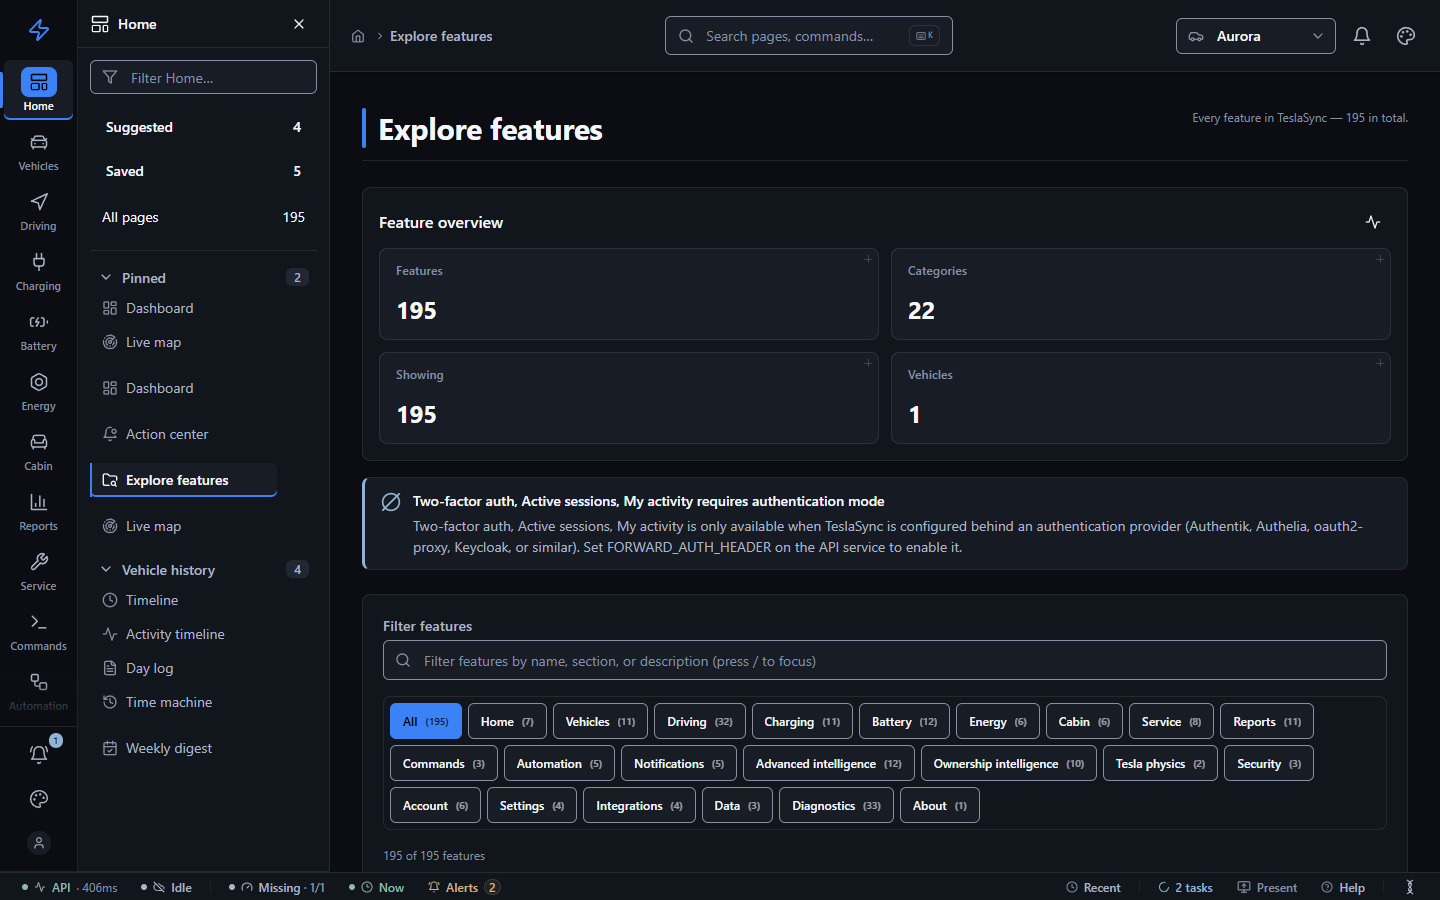 Home
Vehicles
Driving
Charging
Battery
Energy
Cabin
Reports
Service
Commands
Automation
1
Home
Filter Home...
Suggested 4
Saved 5
All pages 195
Pinned 2
Dashboard
Live map
Dashboard
Action center
Explore features
Live map
Vehicle history 4
Timeline
Activity timeline
Day log
Time machine
Weekly digest
Explore features
Search pages, commands... K
Aurora
Explore features
Every feature in TeslaSync — 195 in total.
Feature overview
Features
195
Categories
22
Showing
195
Vehicles
1
Two-factor auth, Active sessions, My activity requires authentication mode
Two-factor auth, Active sessions, My activity is only available when TeslaSync is configured behind an authentication provider (Authentik, Authelia, oauth2-
proxy, Keycloak, or similar). Set FORWARD_AUTH_HEADER on the API service to enable it.
Filter features
Filter features by name, section, or description (press / to focus)
All (195) Home (7) Vehicles (11) Driving (32) Charging (11) Battery (12) Energy (6) Cabin (6) Service (8) Reports (11)
Commands (3) Automation (5) Notifications (5) Advanced intelligence (12) Ownership intelligence (10) Tesla physics (2) Security (3)
Account (6) Settings (4) Integrations (4) Data (3) Diagnostics (33) About (1)
195 of 195 features
API · 406ms Idle Missing · 1/1 Now Alerts 2 Recent 2 tasks Present Help